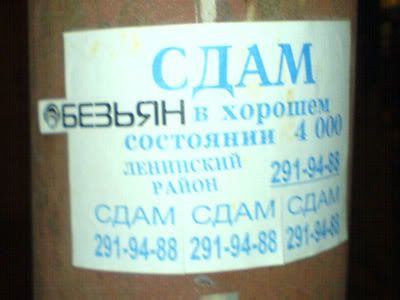 СДАМ
ОБЕЗЬЯН в хорошем
состоянии 4 000
ЛЕНИНСКИЙ 291-94-88
РАЙОН
СДАМ СДАМ СДАМ
291-94-88 291-94-88 291-94-88